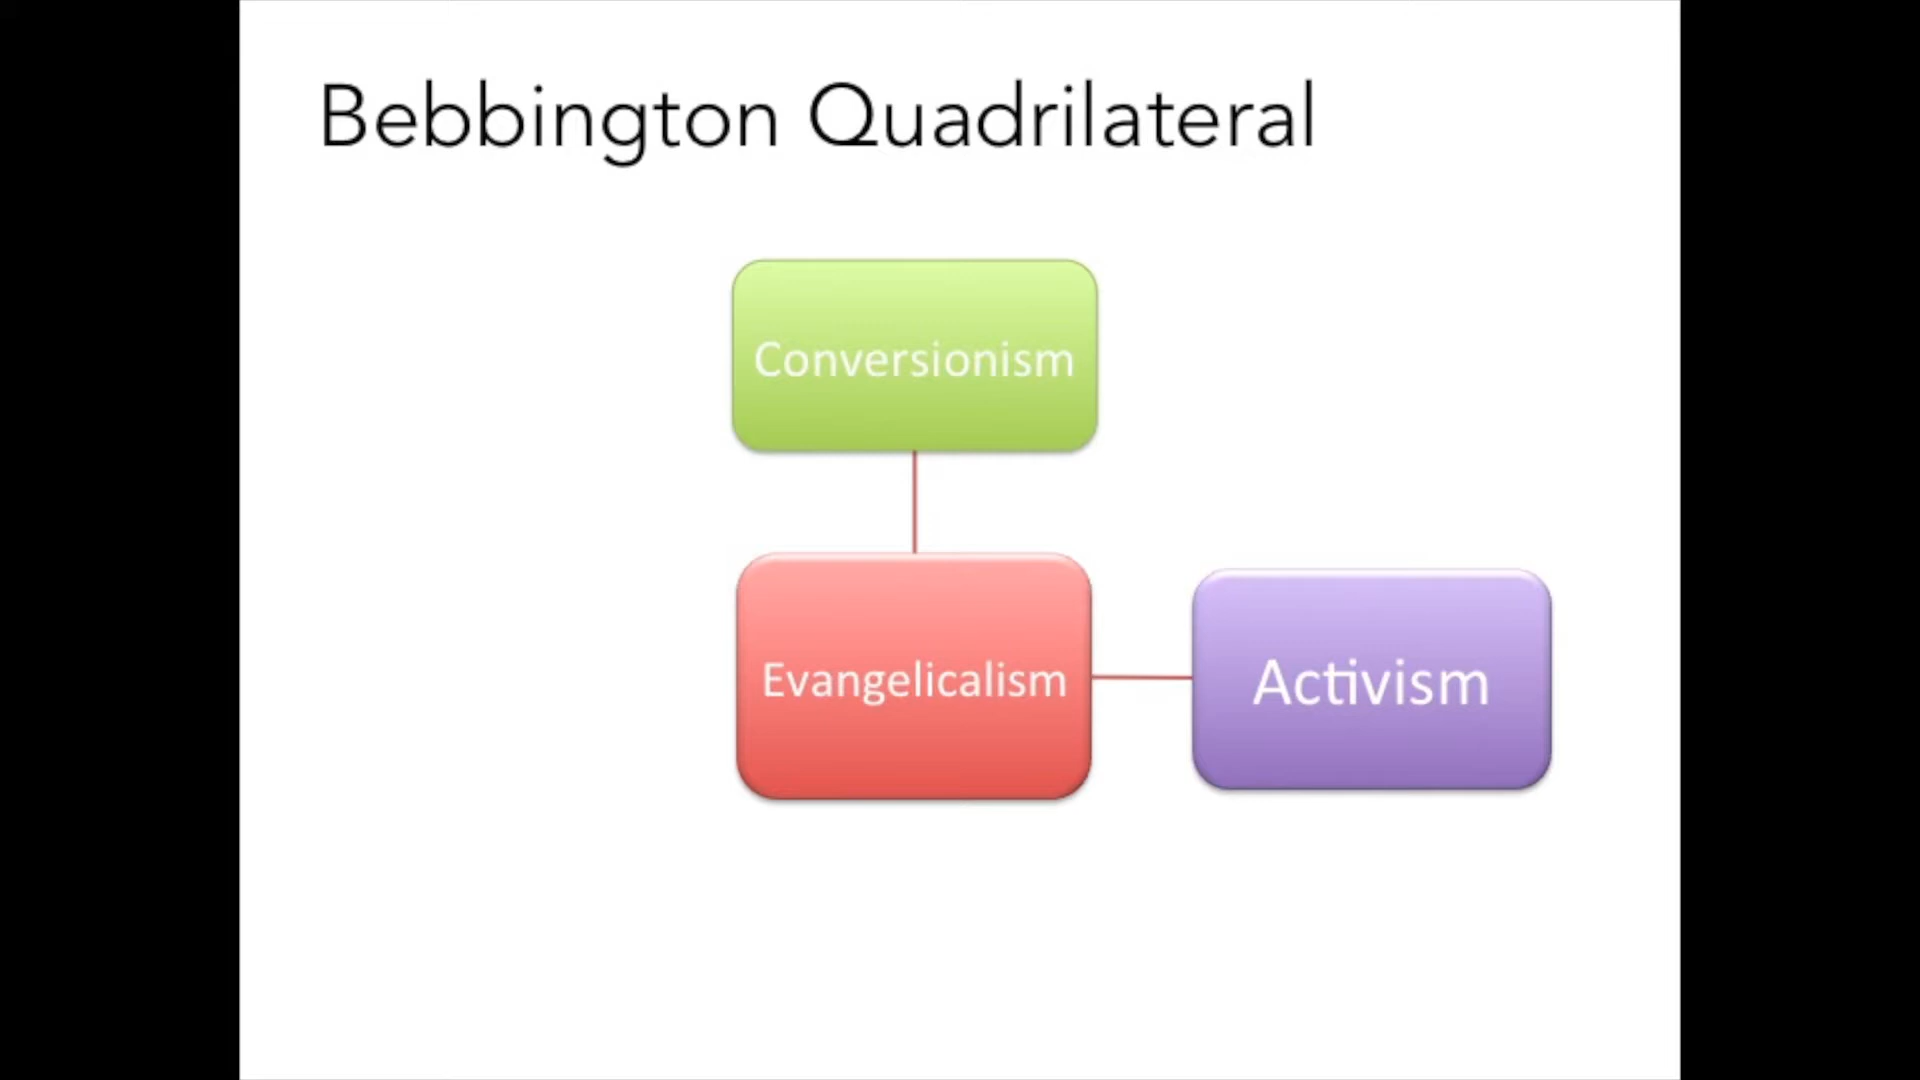 Bebbington Quadrilateral
Conversionism
Evangelicalism
Activism